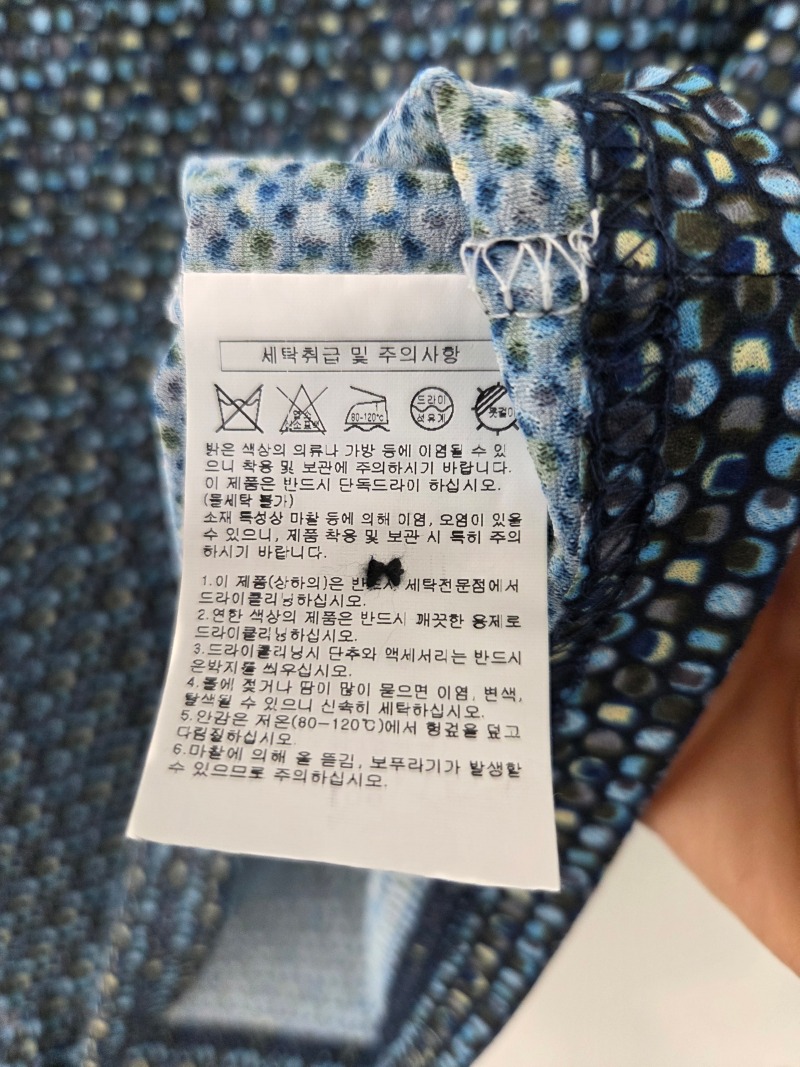 세탁취급 및 주의사항
염소
산소표백
80-120℃
드라이
석유계
옷걸이
밝은 색상의 의류나 가방 등에 이염될 수 있
으니 착용 및 보관에 주의하시기 바랍니다.
이 제품은 반드시 단독드라이 하십시오.
(물세탁 불가)
소재 특성상 마찰 등에 의해 이염, 오염이 있을
수 있으니, 제품 착용 및 보관 시 특히 주의
하시기 바랍니다.
1.이 제품(상하의)은 반드시 세탁전문점에서
드라이클리닝하십시오.
2.연한 색상의 제품은 반드시 깨끗한 용제로
드라이클리닝하십시오.
3.드라이클리닝시 단추와 액세서리는 반드시
은박지를 씌우십시오.
4.물에 젖거나 땀이 많이 묻으면 이염, 변색,
탈색될 수 있으니 신속히 세탁하십시오.
5.안감은 저온(80-120℃)에서 헝겊을 덮고
다림질하십시오.
6.마찰에 의해 올 뜯김, 보푸라기가 발생할
수 있으므로 주의하십시오.